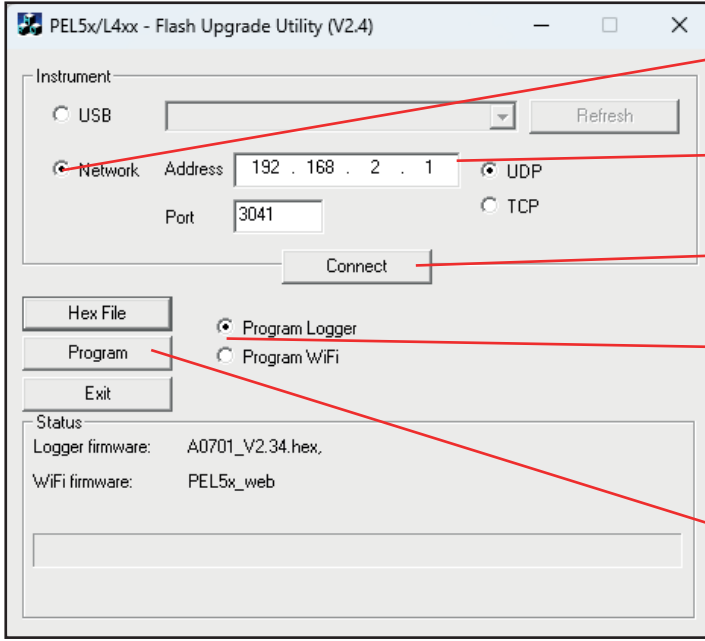 PEL5x/L4xx - Flash Upgrade Utility (V2.4)
Instrument
USB
Refresh
Network Address 192 . 168 . 2 . 1 UDP
Port 3041 TCP
Connect
Hex File
Program Logger
Program
Program WiFi
Exit
Status
Logger firmware: A0701_V2.34.hex,
WiFi firmware: PEL5x_web